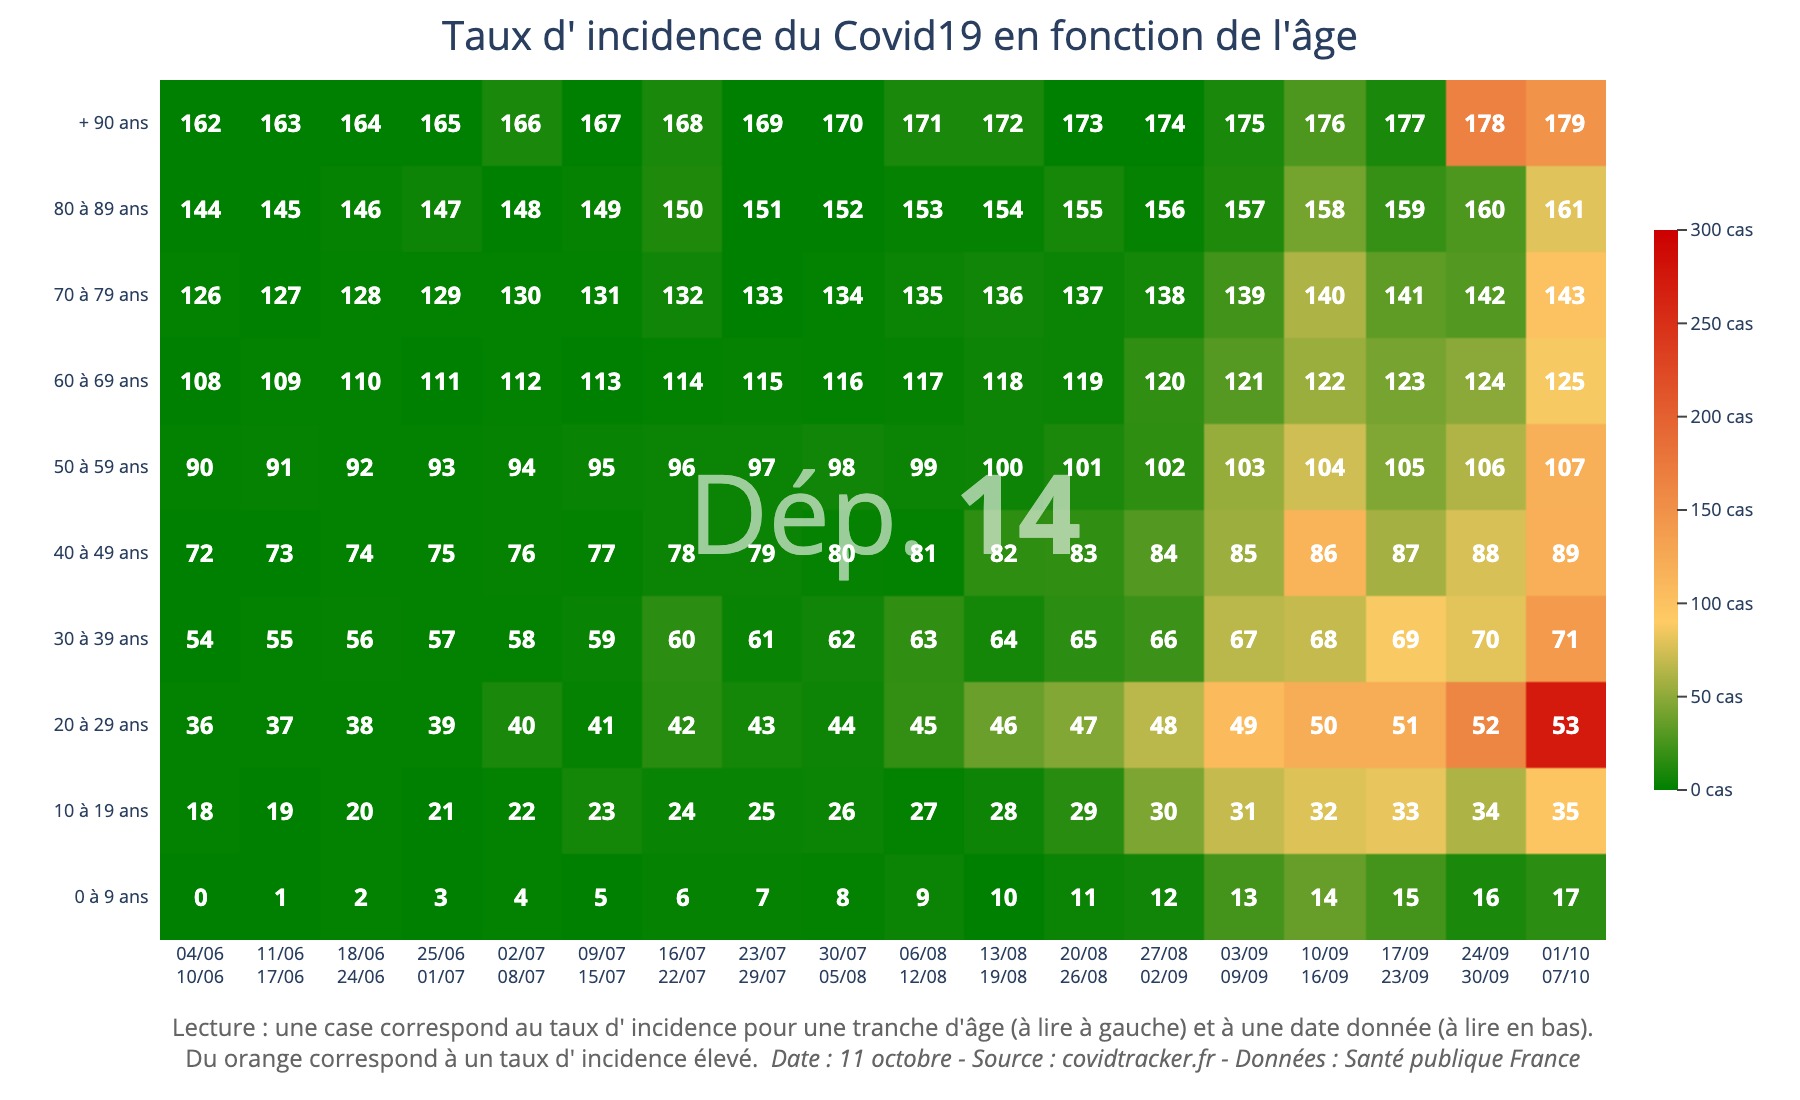 Taux d' incidence du Covid19 en fonction de l'âge
+ 90 ans 162 163 164 165 166 167 168 169 170 171 172 173 174 175 176 177 178 179
80 à 89 ans 144 145 146 147 148 149 150 151 152 153 154 155 156 157 158 159 160 161
70 à 79 ans 126 127 128 129 130 131 132 133 134 135 136 137 138 139 140 141 142 143
60 à 69 ans 108 109 110 111 112 113 114 115 116 117 118 119 120 121 122 123 124 125
50 à 59 ans 90 91 92 93 94 95 96 97 98 99 100 101 102 103 104 105 106 107
Dép. 14
40 à 49 ans 72 73 74 75 76 77 78 79 80 81 82 83 84 85 86 87 88 89
30 à 39 ans 54 55 56 57 58 59 60 61 62 63 64 65 66 67 68 69 70 71
20 à 29 ans 36 37 38 39 40 41 42 43 44 45 46 47 48 49 50 51 52 53
10 à 19 ans 18 19 20 21 22 23 24 25 26 27 28 29 30 31 32 33 34 35
0 à 9 ans 0 1 2 3 4 5 6 7 8 9 10 11 12 13 14 15 16 17
04/06 11/06 18/06 25/06 02/07 09/07 16/07 23/07 30/07 06/08 13/08 20/08 27/08 03/09 10/09 17/09 24/09 01/10
10/06 17/06 24/06 01/07 08/07 15/07 22/07 29/07 05/08 12/08 19/08 26/08 02/09 09/09 16/09 23/09 30/09 07/10
300 cas
250 cas
200 cas
150 cas
100 cas
50 cas
0 cas
Lecture : une case correspond au taux d' incidence pour une tranche d'âge (à lire à gauche) et à une date donnée (à lire en bas).
Du orange correspond à un taux d' incidence élevé. Date : 11 octobre - Source : covidtracker.fr - Données : Santé publique France